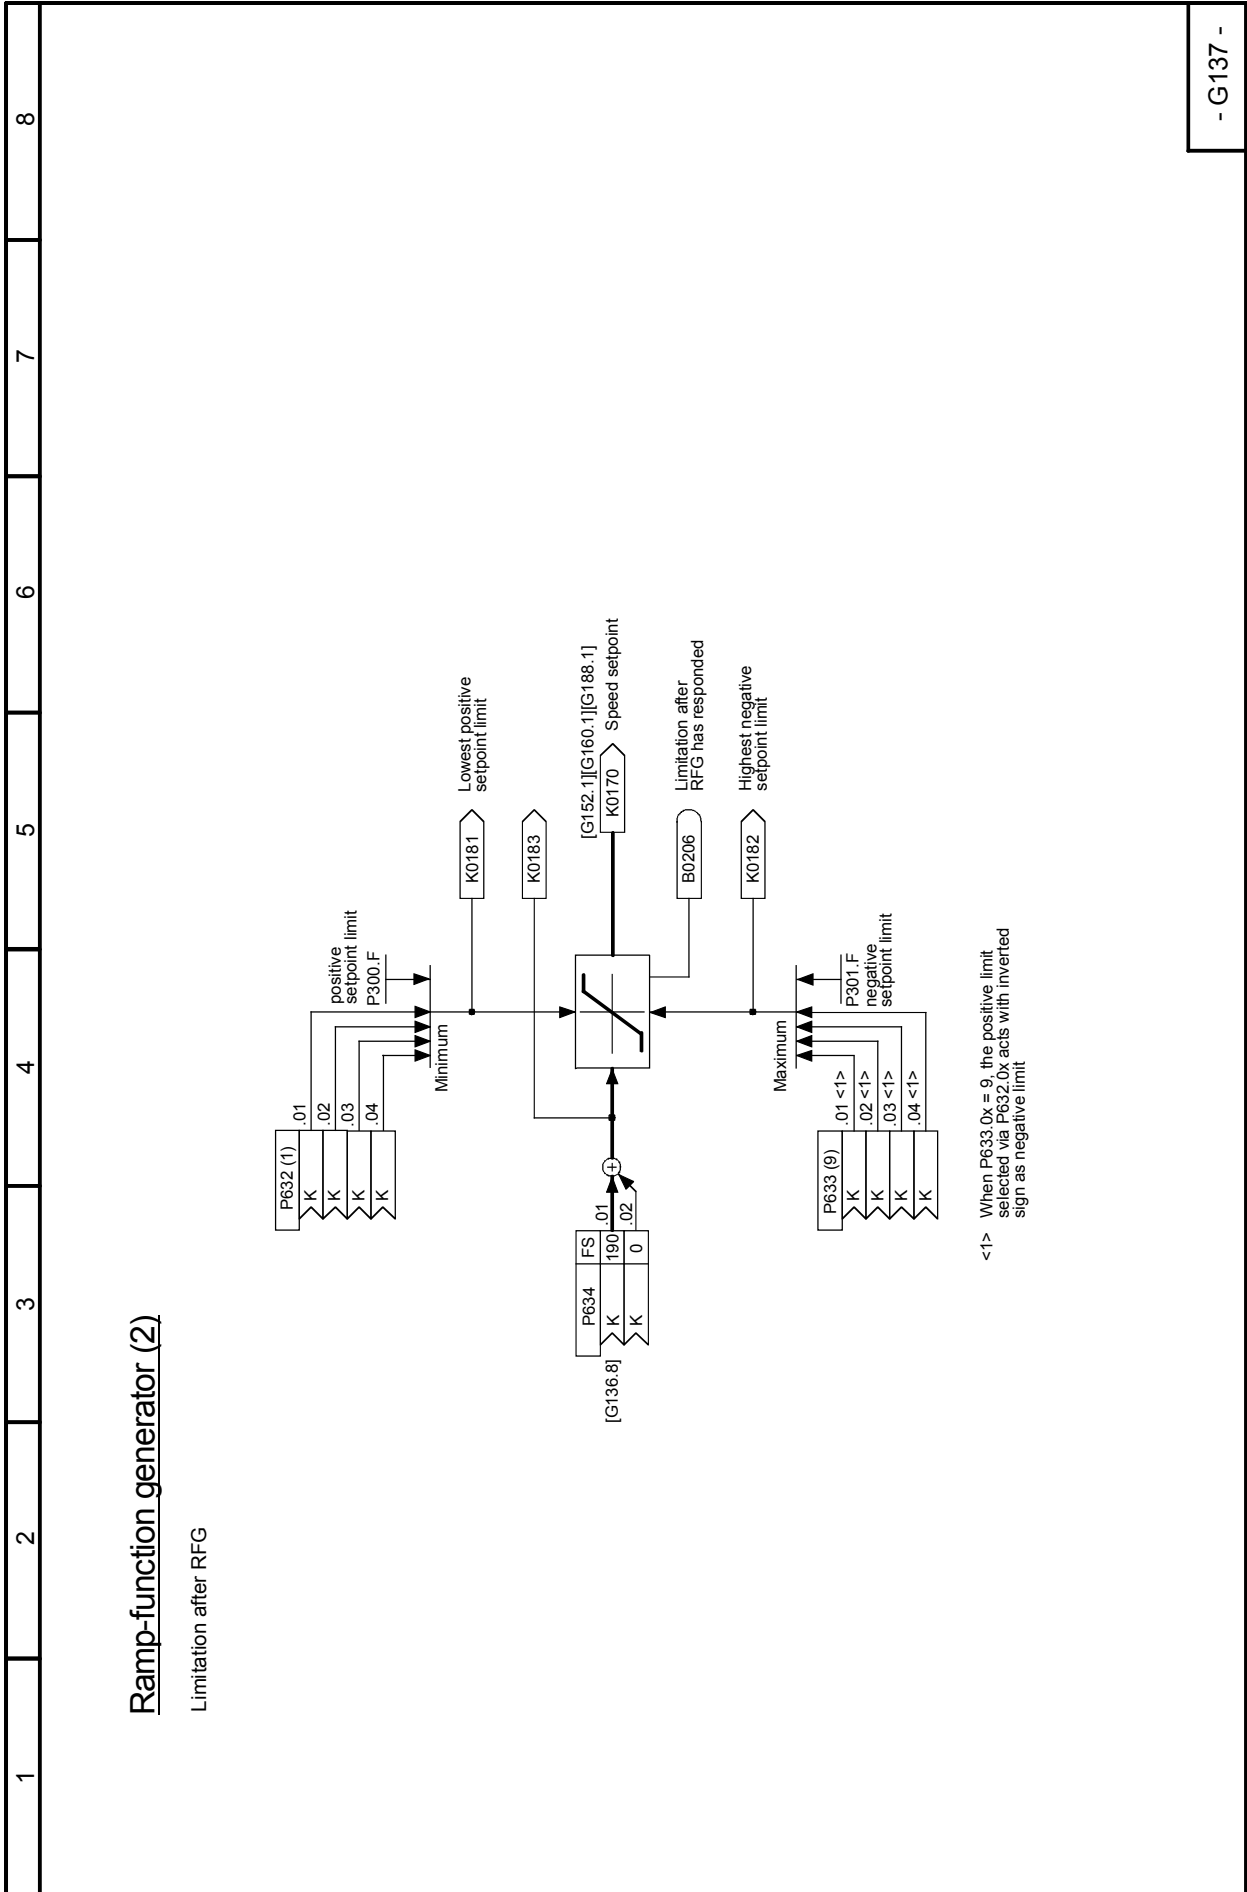 1
2
3
4
5
6
7
8
Ramp-function generator (2)
Limitation after RFG
P632 (1)
K
K
K
K
.01
.02
.03
.04
positive
setpoint limit
P300.F
Minimum
K0181
Lowest positive
setpoint limit
K0183
[G152.1][G160.1][G188.1]
K0170
Speed setpoint
[G136.8]
P634
FS
K
190
.01
K
0
.02
+
B0206
Limitation after
RFG has responded
K0182
Highest negative
setpoint limit
Maximum
P301.F
negative
setpoint limit
P633 (9)
K
K
K
K
.01 <1>
.02 <1>
.03 <1>
.04 <1>
<1> When P633.0x = 9, the positive limit
selected via P632.0x acts with inverted
sign as negative limit
- G137 -